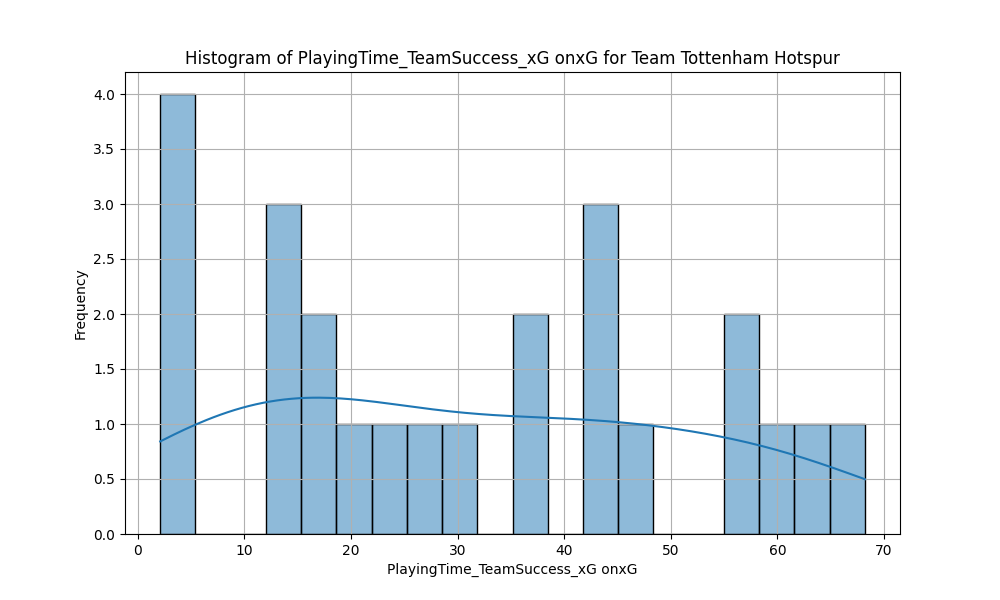 Histogram of PlayingTime_TeamSuccess_xG onxG for Team Tottenham Hotspur
Frequency
4.0
3.5
3.0
2.5
2.0
1.5
1.0
0.5
0.0
0 10 20 30 40 50 60 70
PlayingTime_TeamSuccess_xG onxG